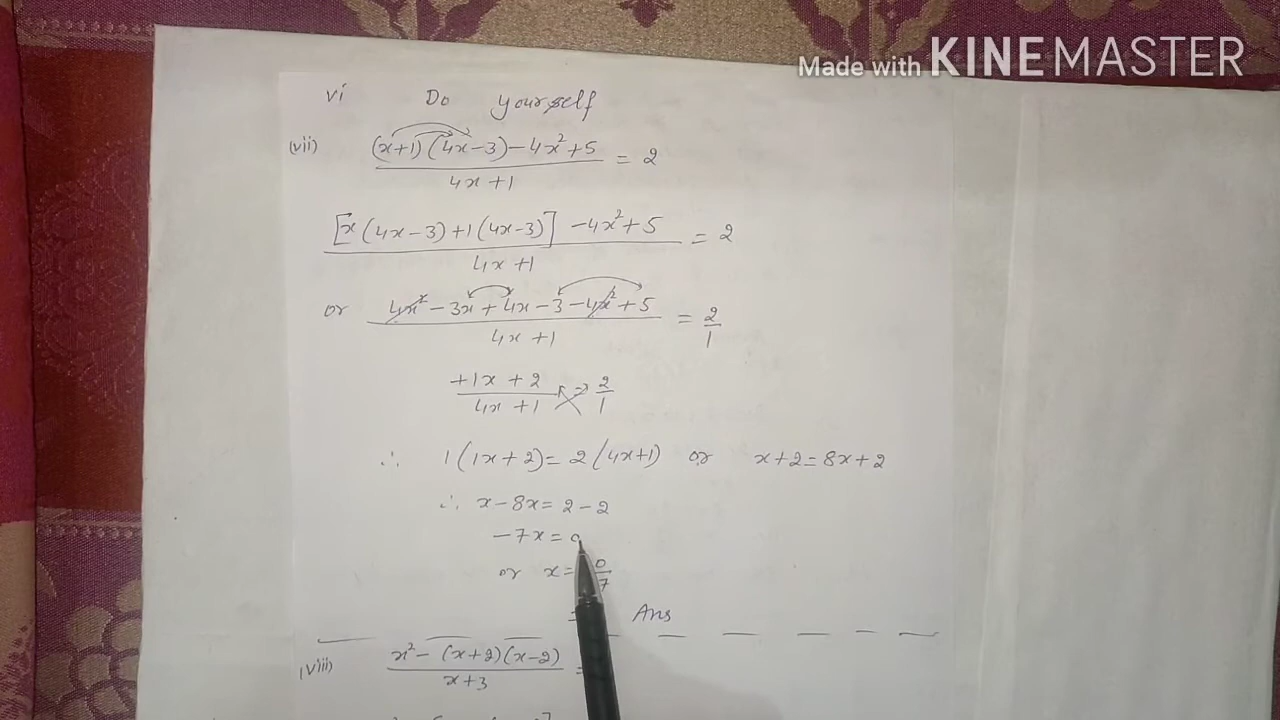 Made with KINEMASTER
vi Do yourself
(vii) (x+1)(4x-3)-4x²+5 / 4x+1 = 2
[x(4x-3)+1(4x-3)] -4x²+5 / 4x+1 = 2
or 4x²-3x+4x-3-4x²+5 / 4x+1 = 2/1
+1x+2 / 4x+1 = 2/1
∴ 1(1x+2)=2(4x+1) or x+2=8x+2
∴ x-8x=2-2
-7x=0
or x= 0/7
= Ans
(viii) x²-(x+2)(x-2) / x+3 =